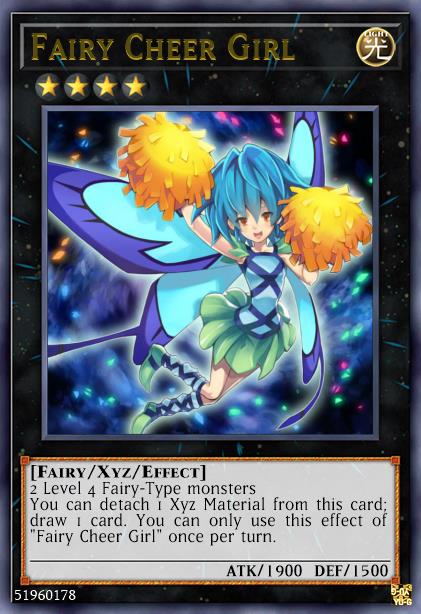 FAIRY CHEER GIRL
LIGHT
光
[FAIRY/XYZ/EFFECT]
2 Level 4 Fairy-Type monsters
You can detach 1 Xyz Material from this card;
draw 1 card. You can only use this effect of
"Fairy Cheer Girl" once per turn.
ATK/1900 DEF/1500
51960178